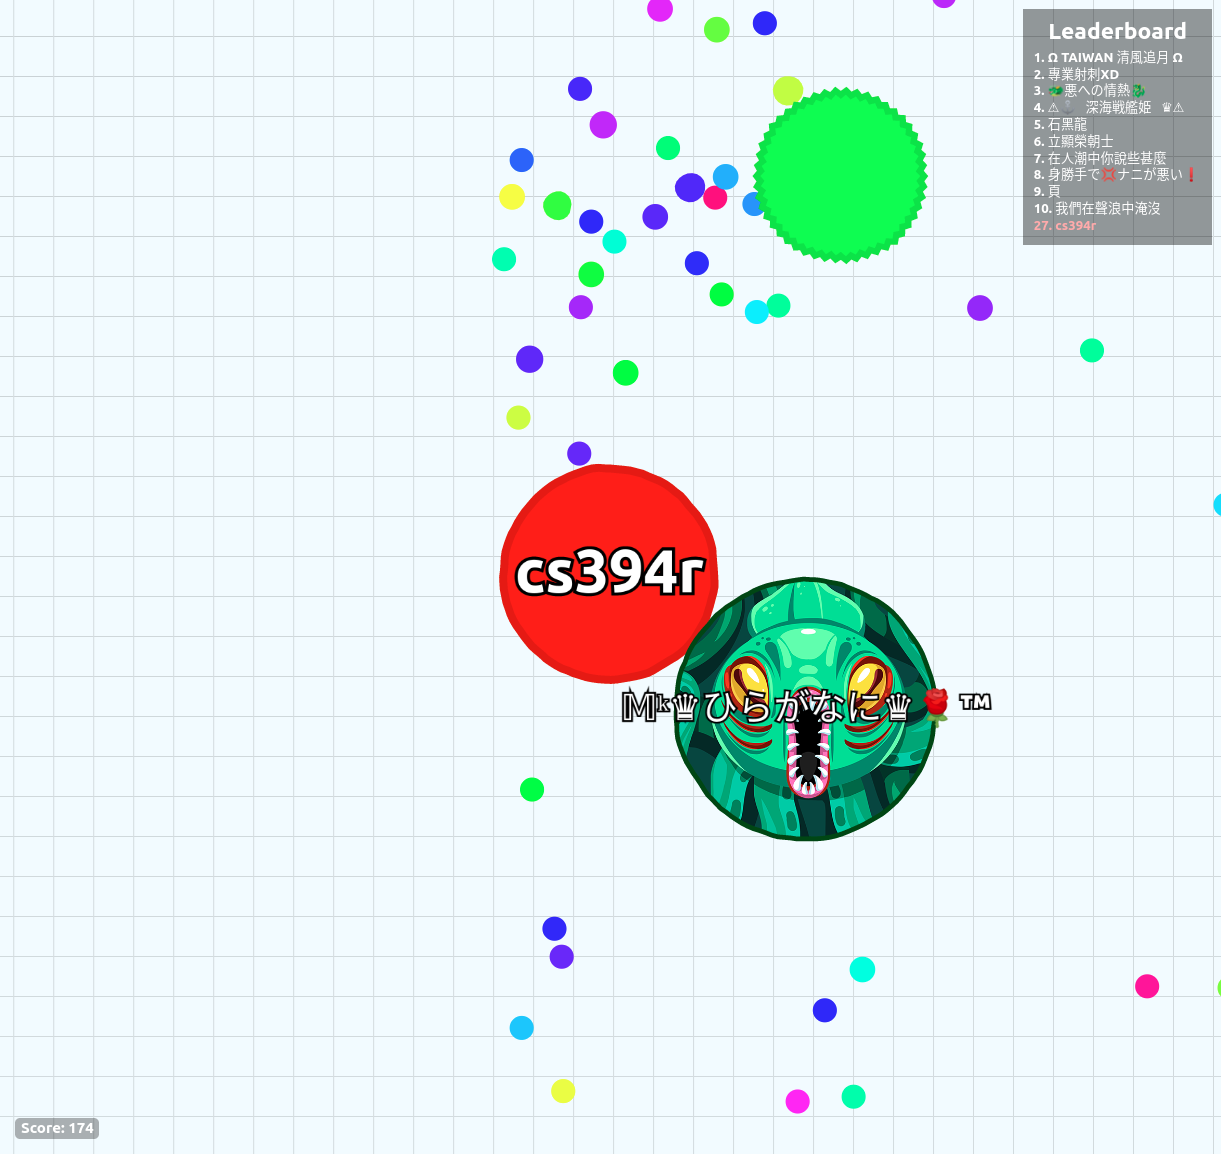 Leaderboard
1. Ω TAIWAN 清風追月 Ω
2. 專業射刺XD
3. 🐲悪への情熱🐉
4. ⚠⚓ 深海戦艦姫 ♛⚠
5. 石黑龍
6. 立顯榮朝士
7. 在人潮中你說些甚麼
8. 身勝手で💢ナニが悪い❗
9. 頁
10. 我們在聲浪中淹沒
27. cs394r
cs394r
𝕄ᵏ♛ひらがなに♛🌹™
Score: 174